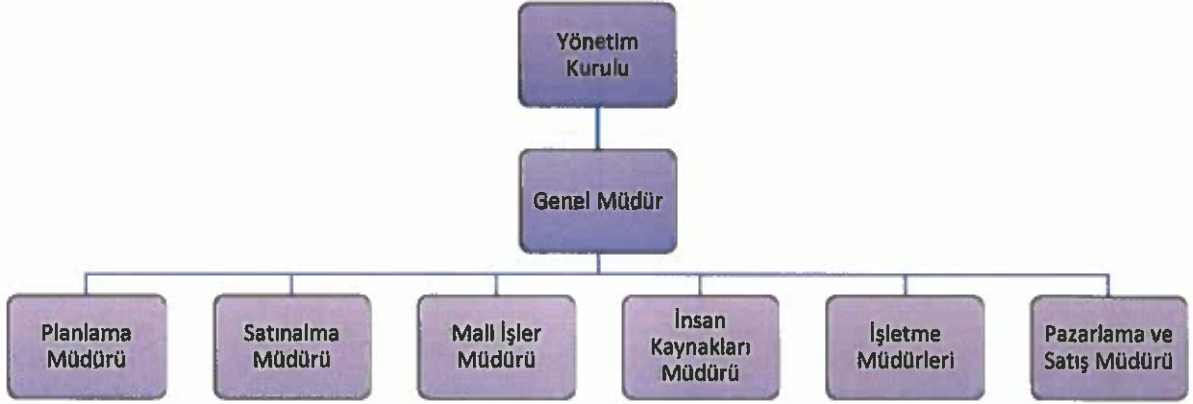 Yönetim
Kurulu
Genel Müdür
Planlama
Müdürü
Satınalma
Müdürü
Mali İşler
Müdürü
İnsan
Kaynakları
Müdürü
İşletme
Müdürleri
Pazarlama ve
Satış Müdürü